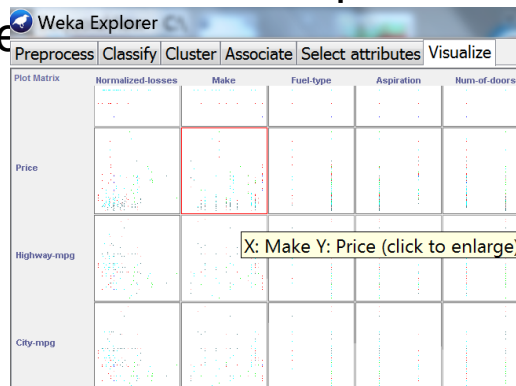 Weka Explorer
Preprocess Classify Cluster Associate Select attributes Visualize
Plot Matrix Normalized-losses Make Fuel-type Aspiration Num-of-doors
Price
X: Make Y: Price (click to enlarge)
Highway-mpg
City-mpg